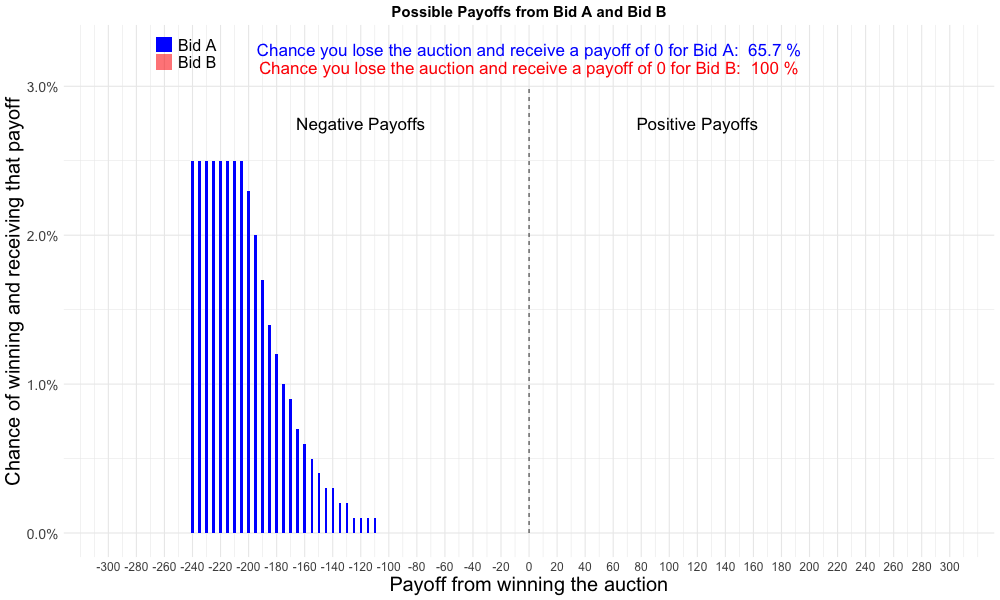 Possible Payoffs from Bid A and Bid B
Bid A
Bid B
Chance you lose the auction and receive a payoff of 0 for Bid A:  65.7 %
Chance you lose the auction and receive a payoff of 0 for Bid B:  100 %
Negative Payoffs
Positive Payoffs
Chance of winning and receiving that payoff
3.0%
2.0%
1.0%
0.0%
-300 -280 -260 -240 -220 -200 -180 -160 -140 -120 -100 -80 -60 -40 -20 0 20 40 60 80 100 120 140 160 180 200 220 240 260 280 300
Payoff from winning the auction